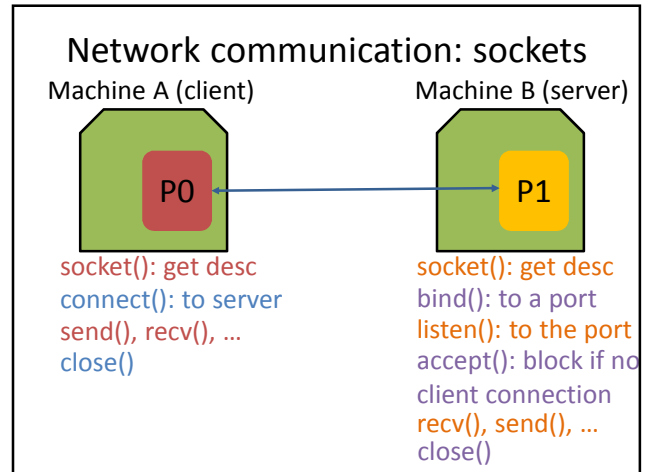 Network communication: sockets
Machine A (client)
Machine B (server)
P0
P1
socket(): get desc
connect(): to server
send(), recv(), …
close()
socket(): get desc
bind(): to a port
listen(): to the port
accept(): block if no
client connection
recv(), send(), …
close()